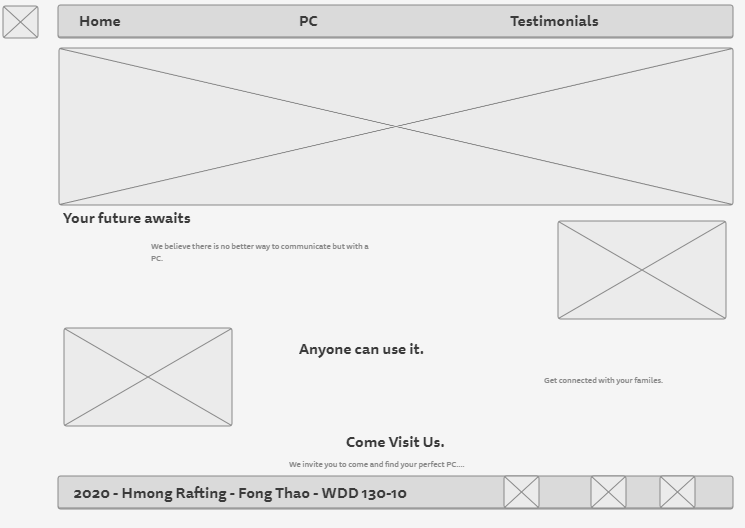 Home PC Testimonials
Your future awaits
We believe there is no better way to communicate but with a
PC.
Anyone can use it.
Get connected with your familes.
Come Visit Us.
We invite you to come and find your perfect PC....
2020 - Hmong Rafting - Fong Thao - WDD 130-10